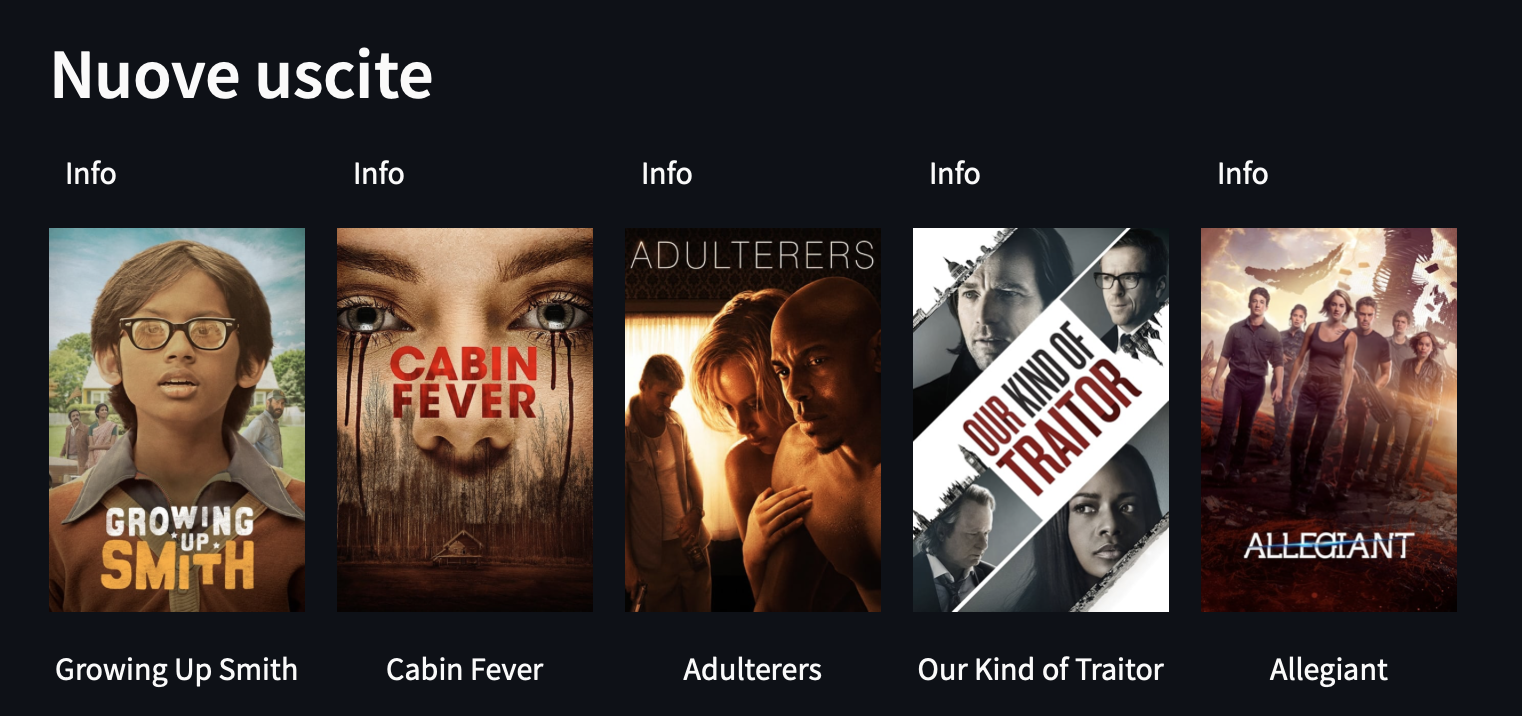 Nuove uscite
Info
Info
Info
Info
Info
GROWING
UP
SMITH
CABIN
FEVER
ADULTERERS
OUR KIND OF
TRAITOR
ALLEGIANT
Growing Up Smith
Cabin Fever
Adulterers
Our Kind of Traitor
Allegiant